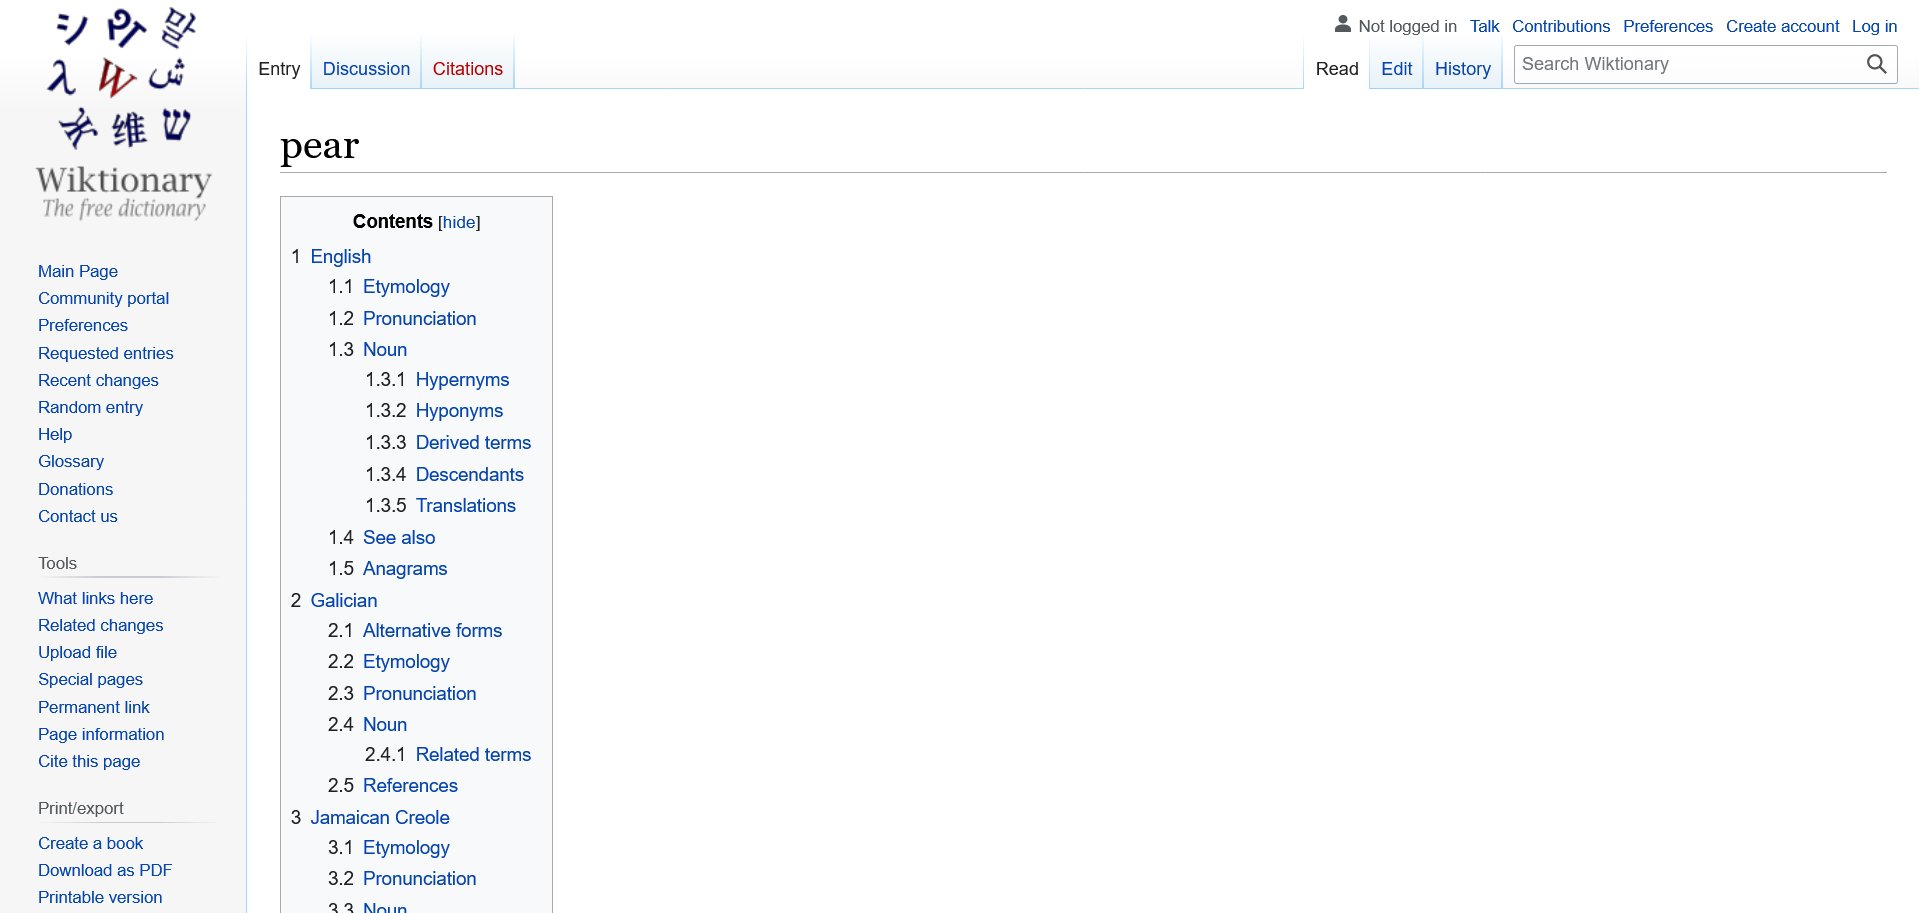 Wiktionary
The free dictionary
Not logged in Talk Contributions Preferences Create account Log in
Entry Discussion Citations
Read Edit History Search Wiktionary
pear
Contents [hide]
1 English
1.1 Etymology
1.2 Pronunciation
1.3 Noun
1.3.1 Hypernyms
1.3.2 Hyponyms
1.3.3 Derived terms
1.3.4 Descendants
1.3.5 Translations
1.4 See also
1.5 Anagrams
2 Galician
2.1 Alternative forms
2.2 Etymology
2.3 Pronunciation
2.4 Noun
2.4.1 Related terms
2.5 References
3 Jamaican Creole
3.1 Etymology
3.2 Pronunciation
3.3 Noun
Main Page
Community portal
Preferences
Requested entries
Recent changes
Random entry
Help
Glossary
Donations
Contact us
Tools
What links here
Related changes
Upload file
Special pages
Permanent link
Page information
Cite this page
Print/export
Create a book
Download as PDF
Printable version